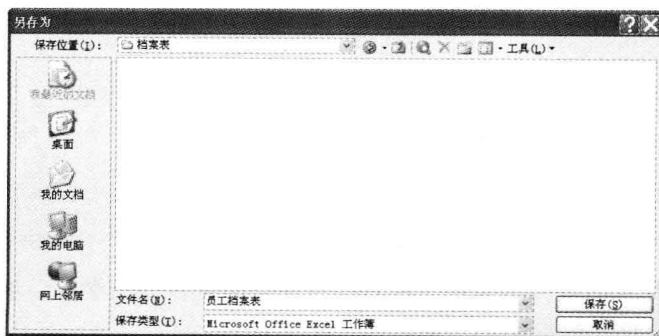 另存为
保存位置(I): 档案表 工具(L)
我最近的文档
桌面
我的文档
我的电脑
网上邻居
文件名(N): 员工档案表 保存(S)
保存类型(T): Microsoft Office Excel 工作簿 取消